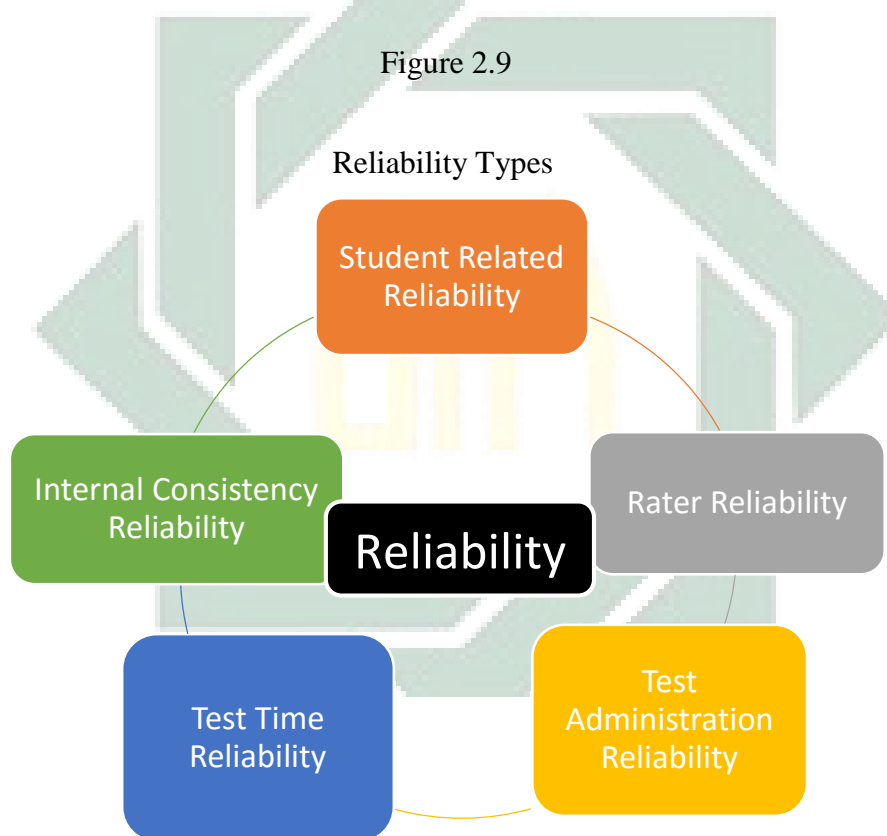 Figure 2.9
Reliability Types
Student Related
Reliability
Rater Reliability
Test
Administration
Reliability
Test Time
Reliability
Internal Consistency
Reliability
Reliability